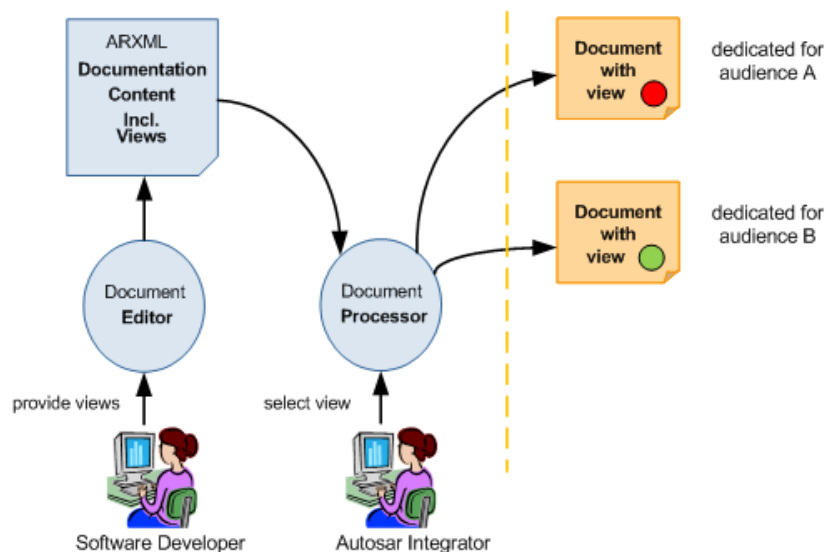 ARXML
Documentation
Content
Incl.
Views
Document
Editor
provide views
Software Developer
Document
Processor
select view
Autosar Integrator
Document
with
view
dedicated for
audience A
Document
with
view
dedicated for
audience B